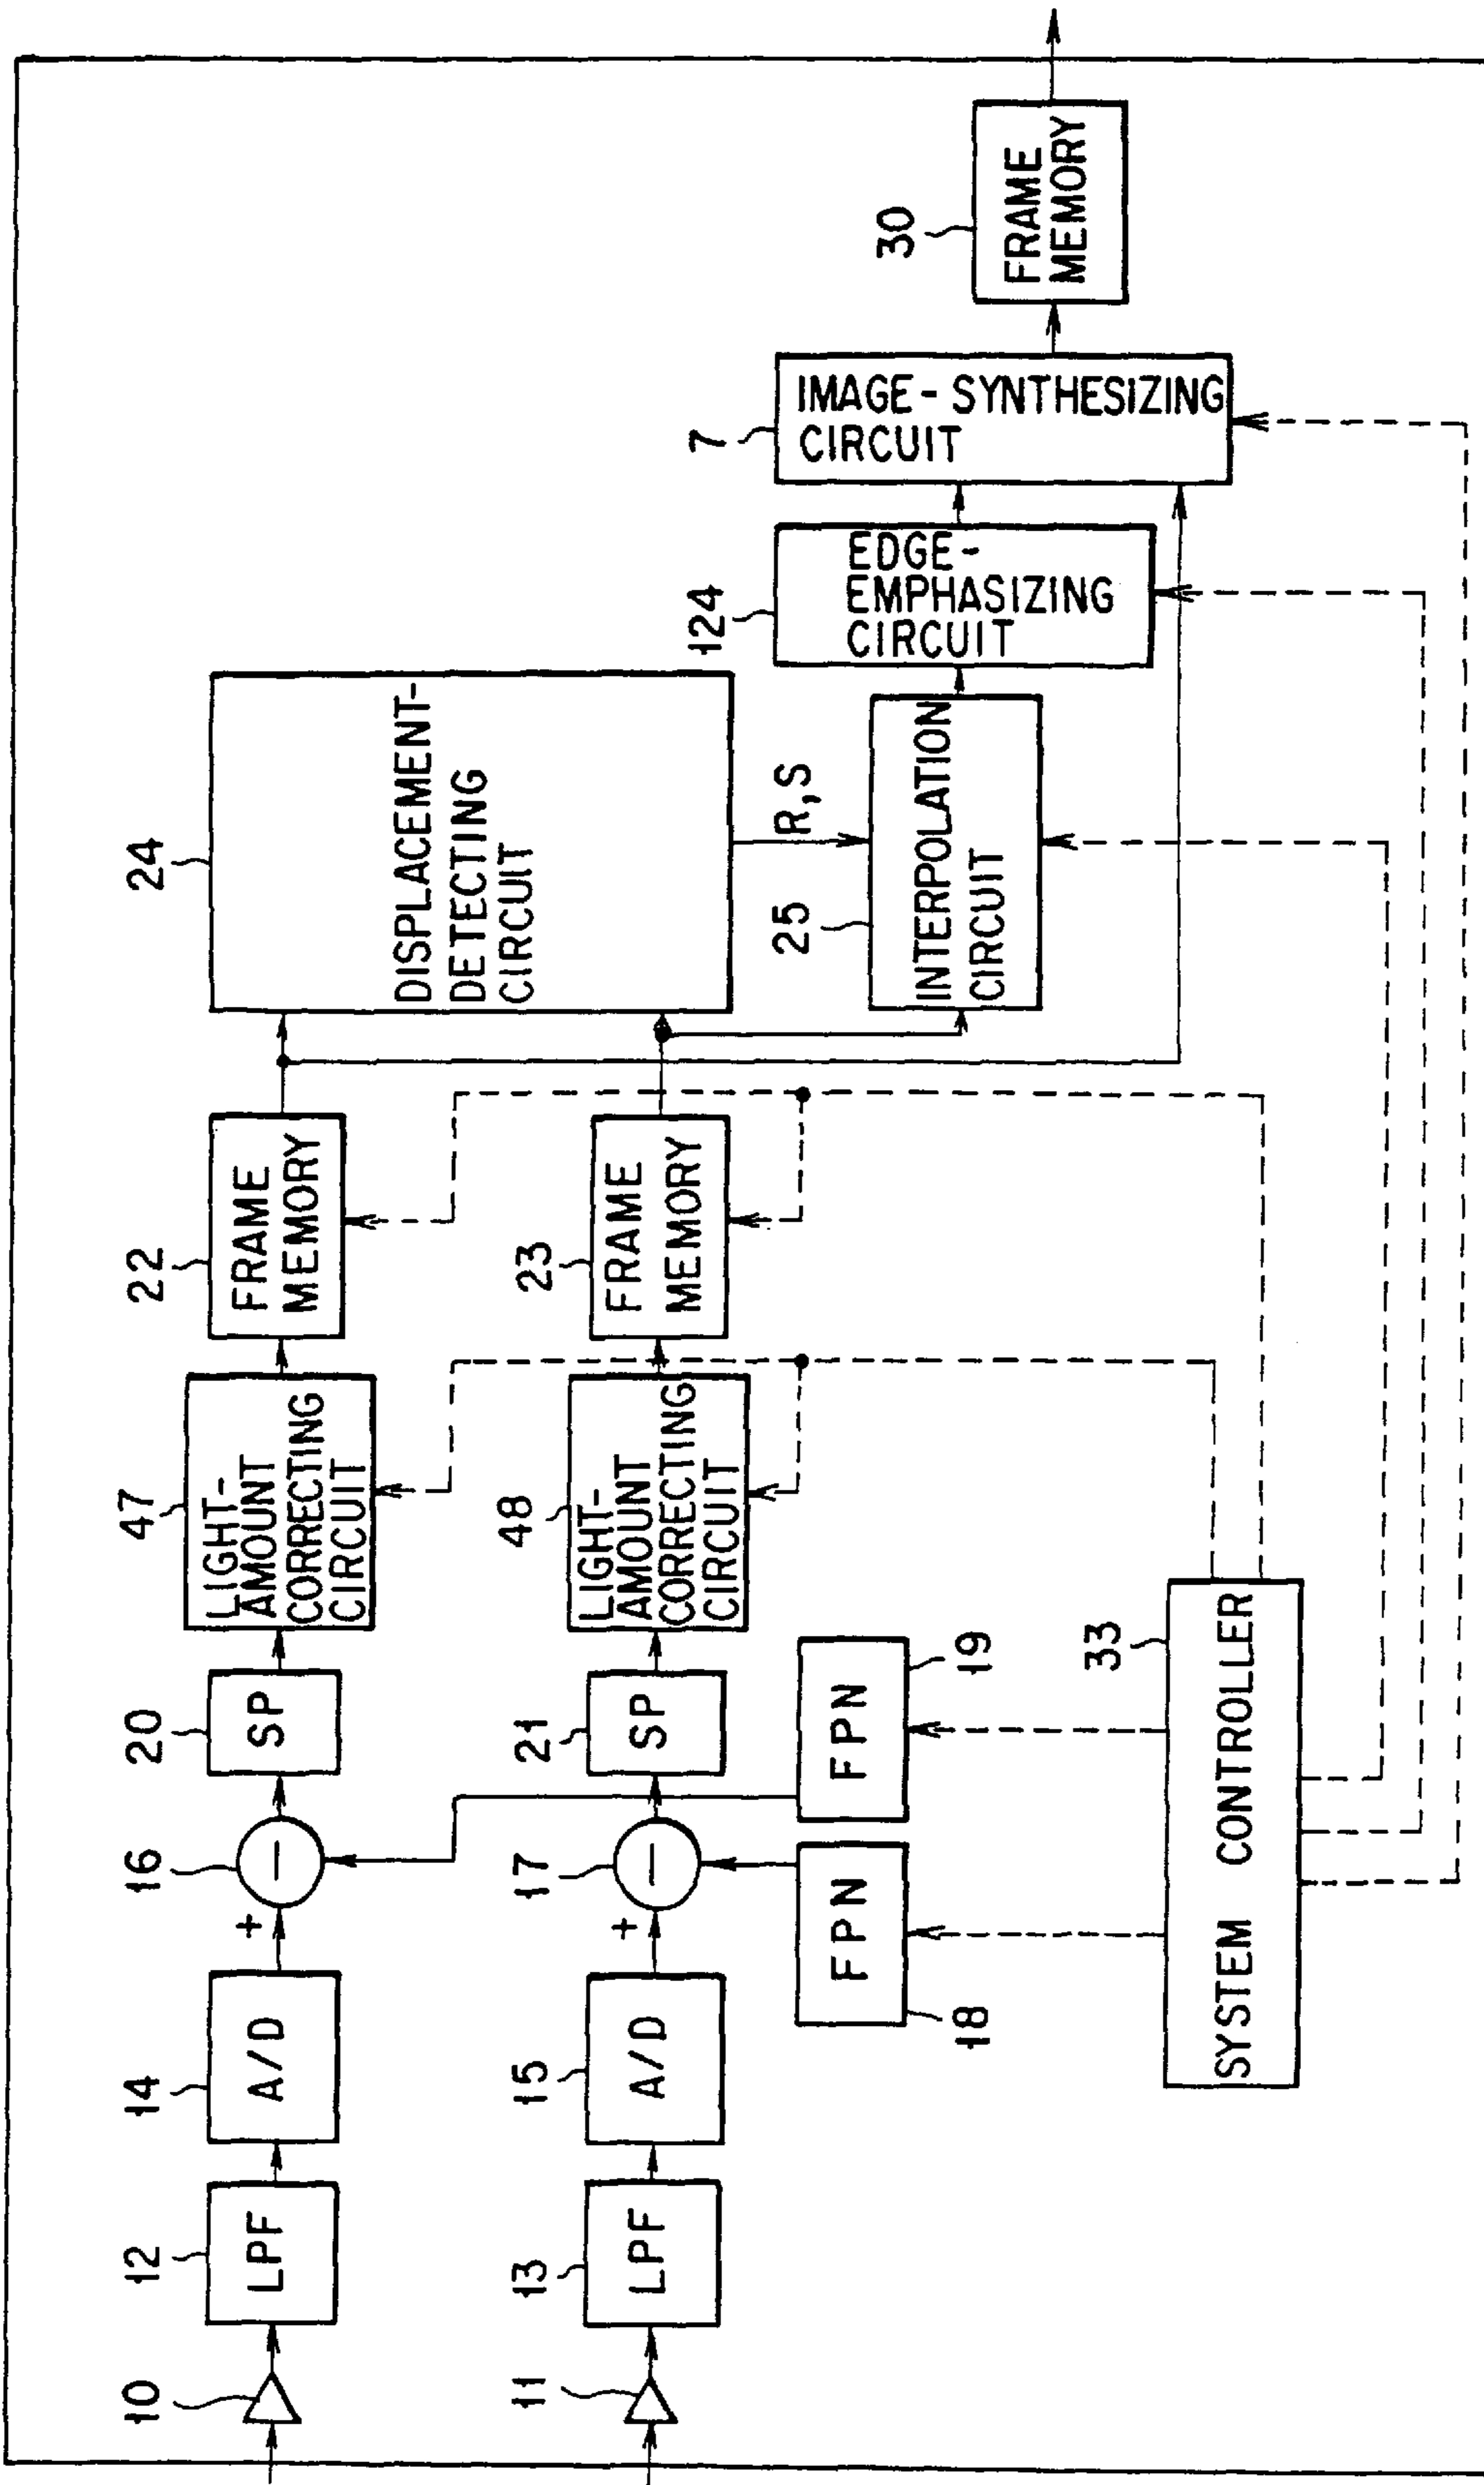 10
12
LPF
14
A/D
+
16
−
20
SP
47
LIGHT-
AMOUNT
CORRECTING
CIRCUIT
22
FRAME
MEMORY
24
DISPLACEMENT-
DETECTING
CIRCUIT
11
13
LPF
15
A/D
+
17
−
21
SP
48
LIGHT-
AMOUNT
CORRECTING
CIRCUIT
23
FRAME
MEMORY
R,S
25
INTERPOLATION
CIRCUIT
124
EDGE-
EMPHASIZING
CIRCUIT
7
IMAGE-SYNTHESIZING
CIRCUIT
30
FRAME
MEMORY
18
FPN
19
FPN
33
SYSTEM CONTROLLER